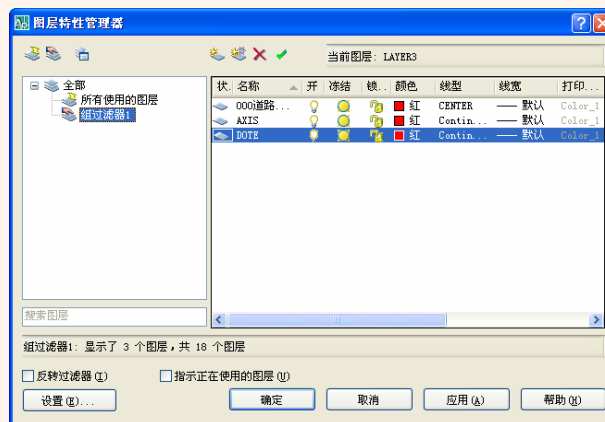 图层特性管理器
当前图层: LAYER3
全部
所有使用的图层
组过滤器1
状. 名称 开 冻结 锁.. 颜色 线型 线宽 打印...
000道路... 红 CENTER —— 默认 Color_1
AXIS 红 Contin... —— 默认 Color_1
DOTE 红 Contin... —— 默认 Color_1
搜索图层
组过滤器1: 显示了 3 个图层,共 18 个图层
反转过滤器(I) 指示正在使用的图层(U)
设置(E)... 确定 取消 应用(A) 帮助(H)